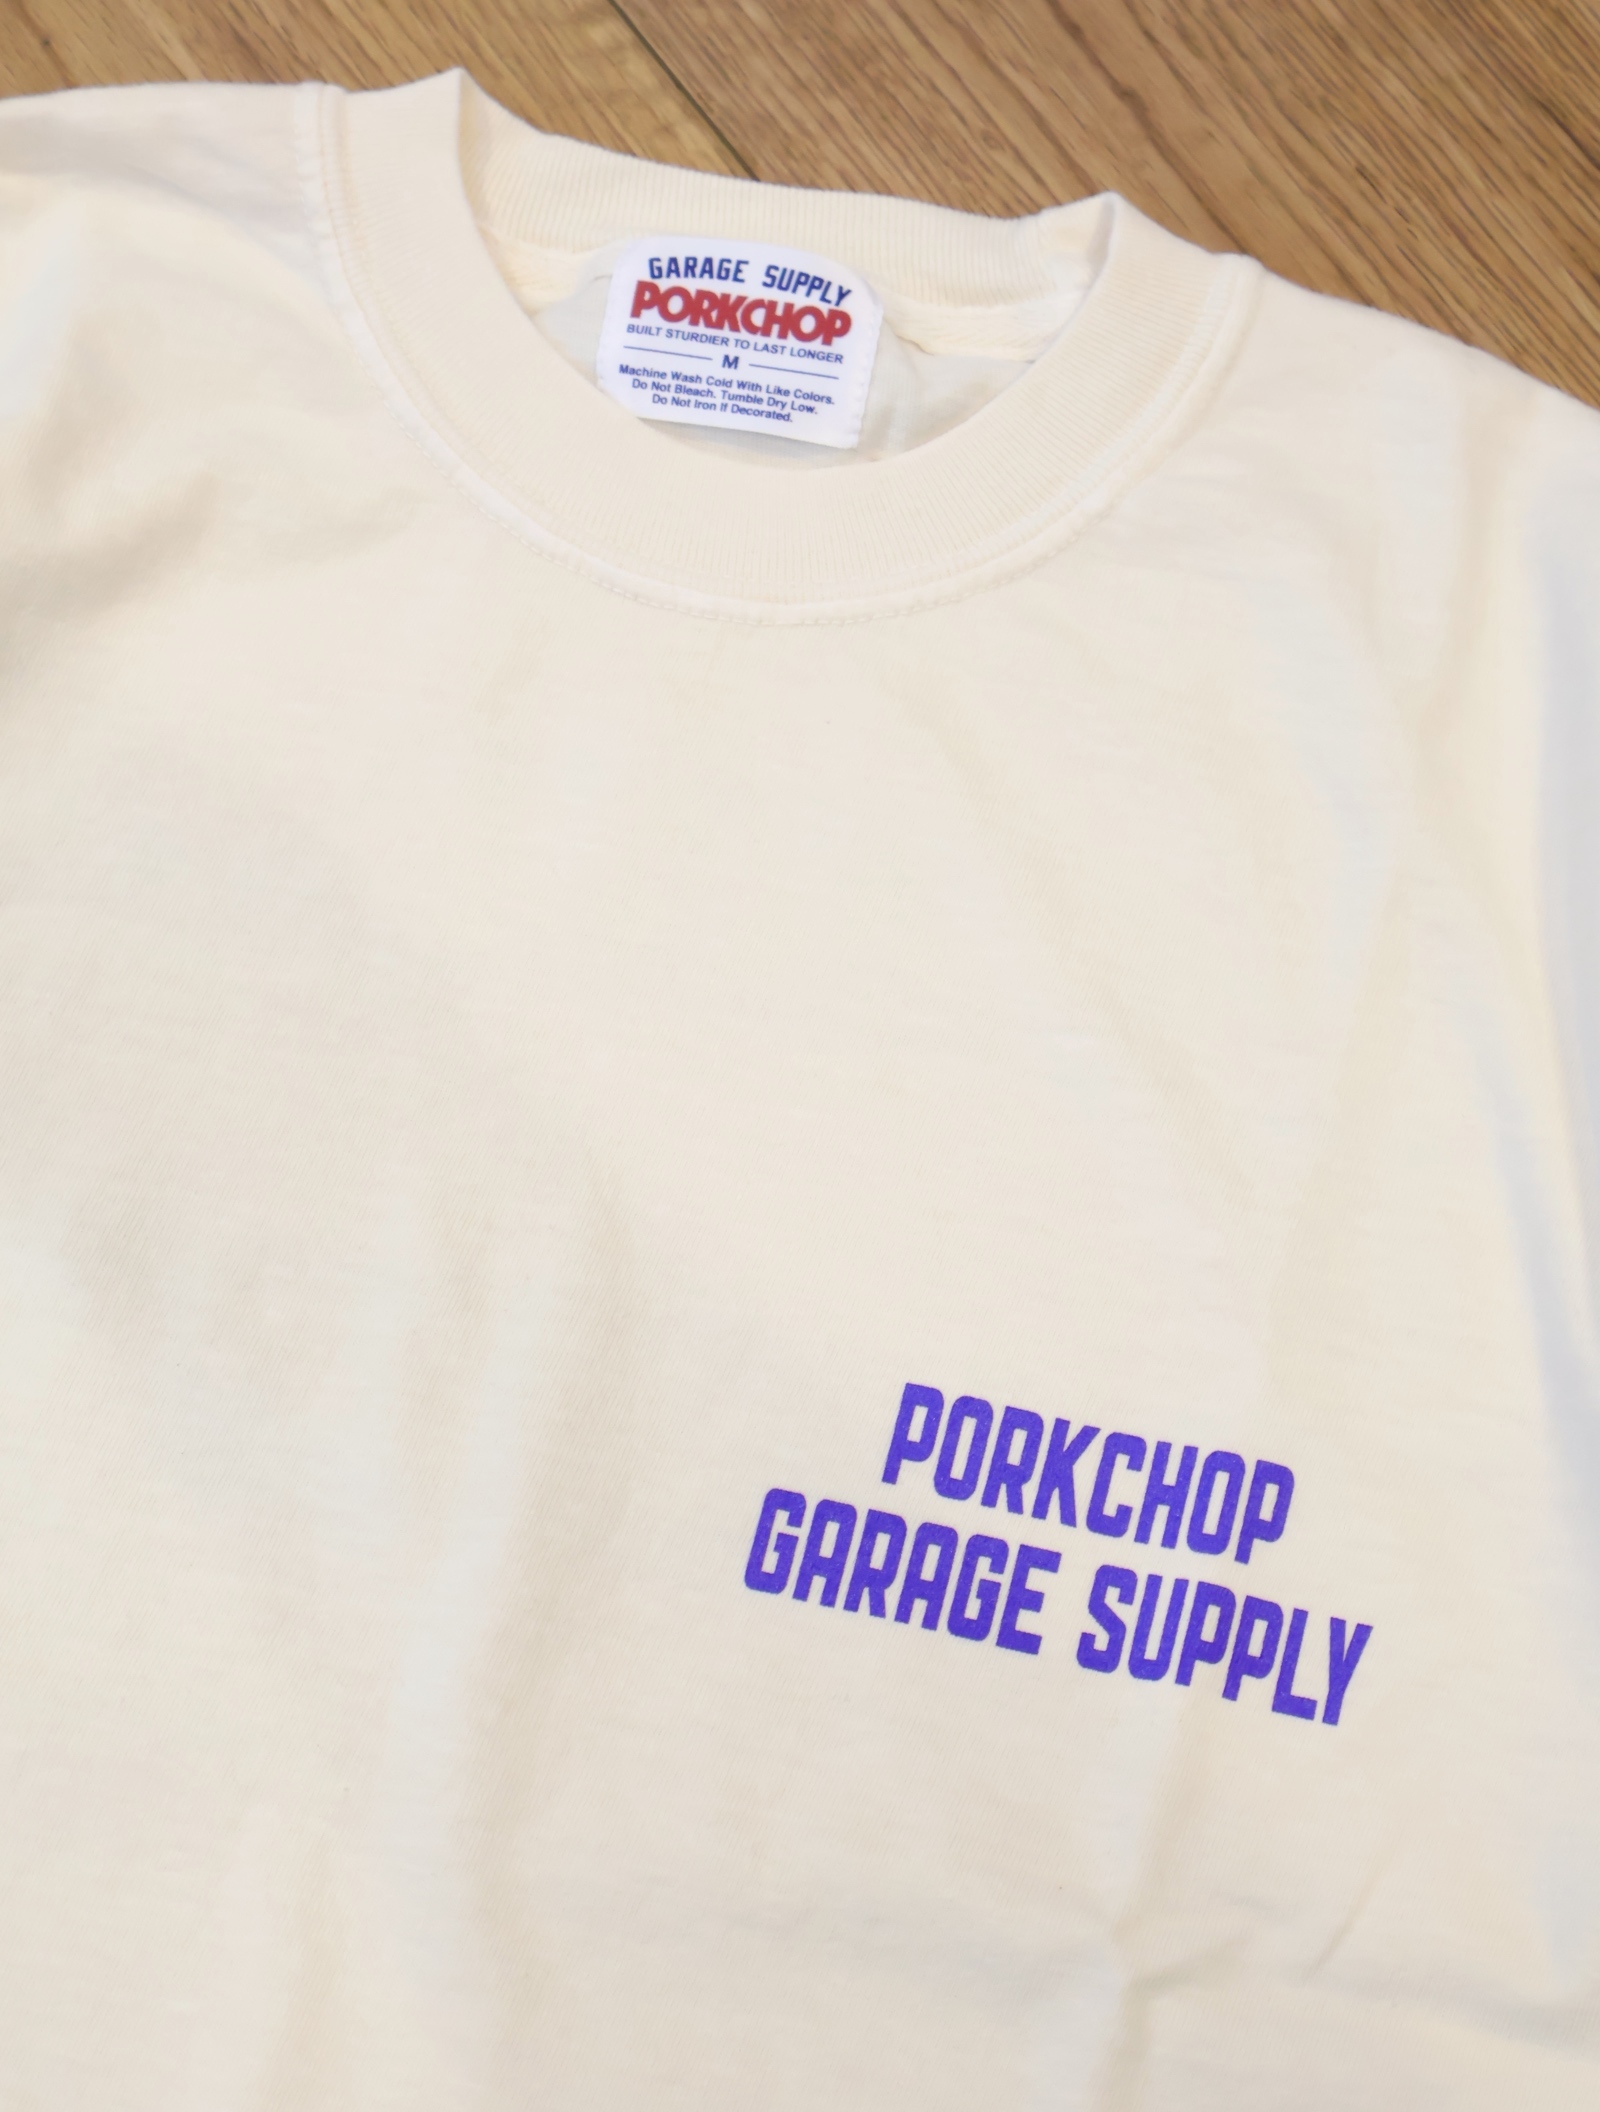 GARAGE SUPPLY
PORKCHOP
BUILT STURDIER TO LAST LONGER
M
Machine Wash Cold With Like Colors.
Do Not Bleach. Tumble Dry Low.
Do Not Iron If Decorated.
PORKCHOP
GARAGE SUPPLY